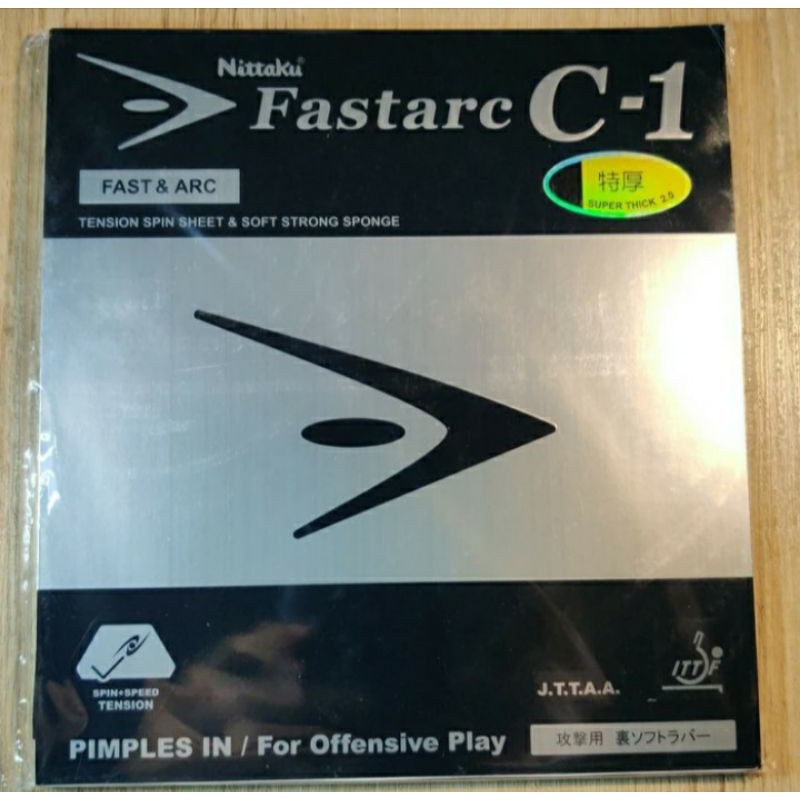 Nittaku
Fastarc C-1
FAST & ARC
特厚
SUPER THICK 2.0
TENSION SPIN SHEET & SOFT STRONG SPONGE
SPIN+SPEED
TENSION
J.T.T.A.A.
ITTF
PIMPLES IN / For Offensive Play
攻撃用 裏ソフトラバー